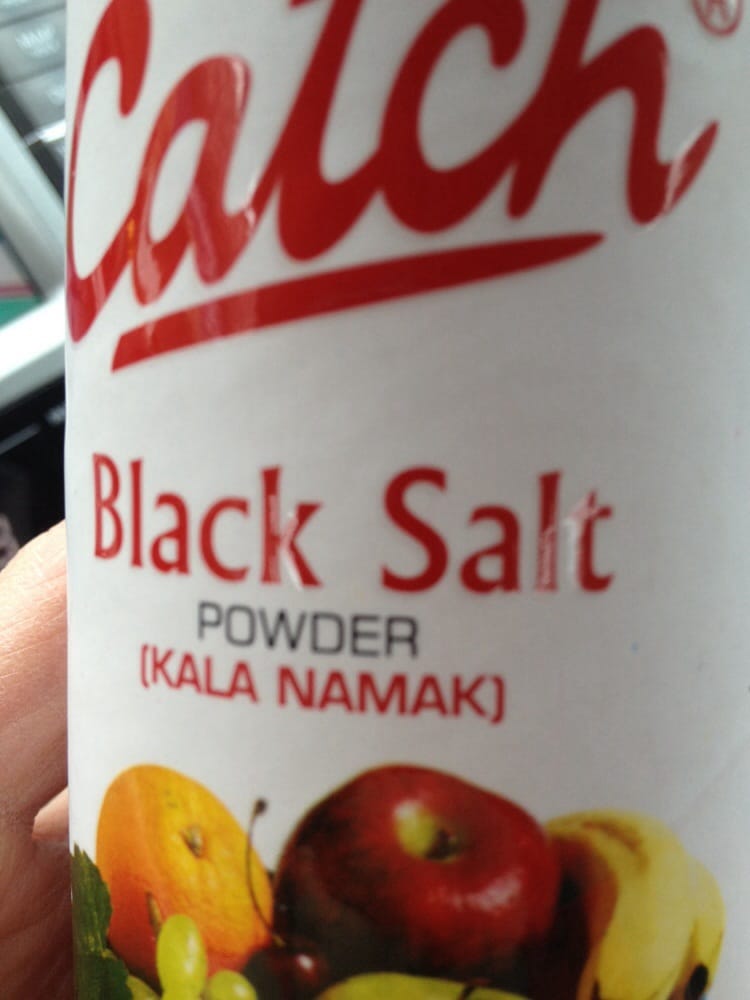 Catch®
Black Salt
POWDER
(KALA NAMAK)